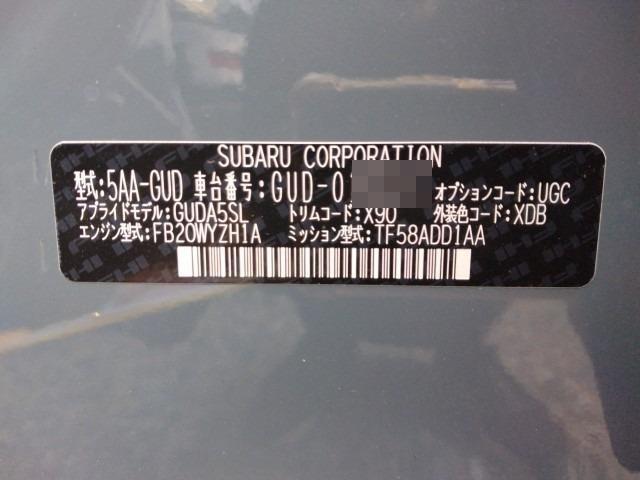 SUBARU CORPORATION
型式:5AA-GUD 車台番号:GUD-0 オプションコード:UGC
アプライドモデル:GUDA5SL トリムコード:X90 外装色コード:XDB
エンジン型式:FB20WYZH1A ミッション型式:TF58ADD1AA